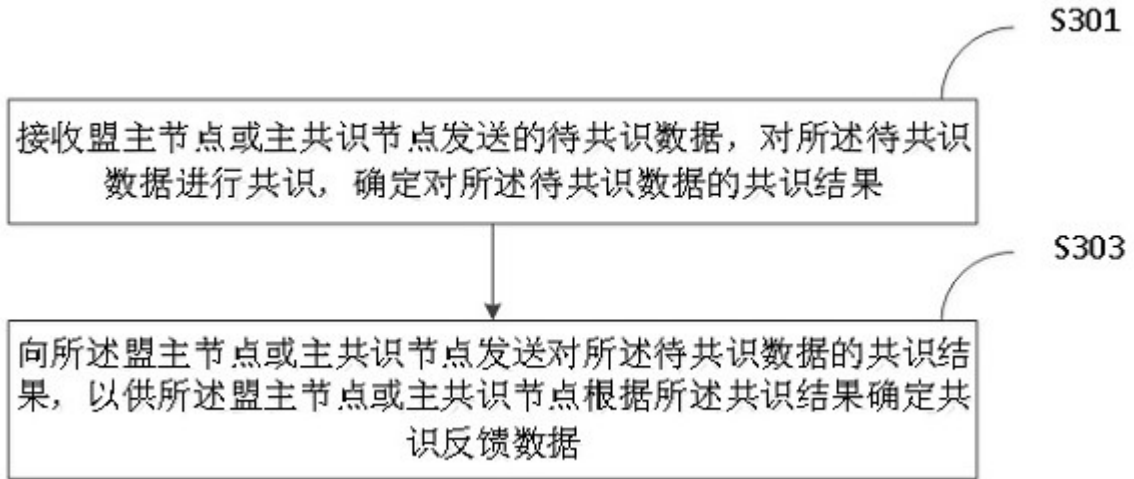 S301
接收盟主节点或主共识节点发送的待共识数据，对所述待共识
数据进行共识，确定对所述待共识数据的共识结果
S303
向所述盟主节点或主共识节点发送对所述待共识数据的共识结
果，以供所述盟主节点或主共识节点根据所述共识结果确定共
识反馈数据